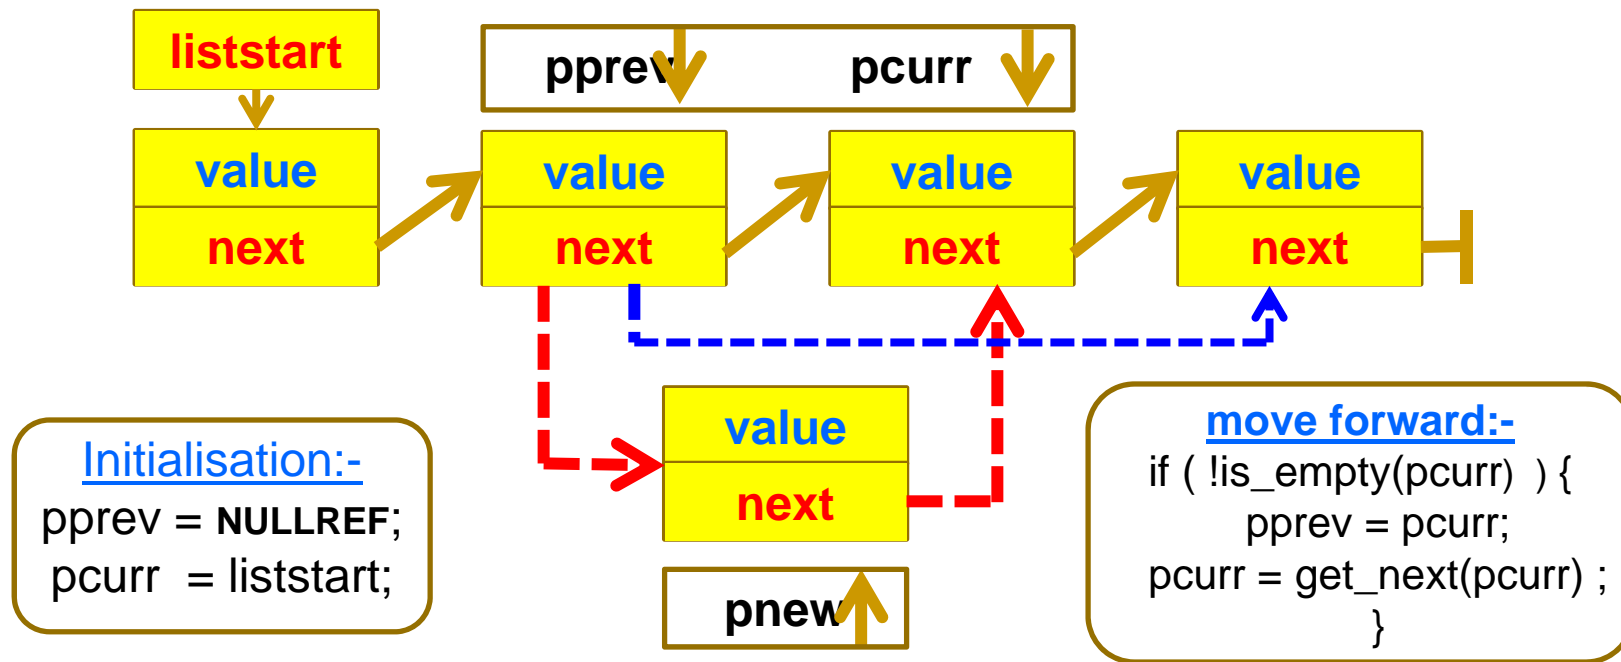 liststart
pprev pcurr
value value value value
next next next next
value
next
pnew
Initialisation:-
pprev = NULLREF;
pcurr = liststart;
move forward:-
if ( !is_empty(pcurr) ) {
pprev = pcurr;
pcurr = get_next(pcurr) ;
}